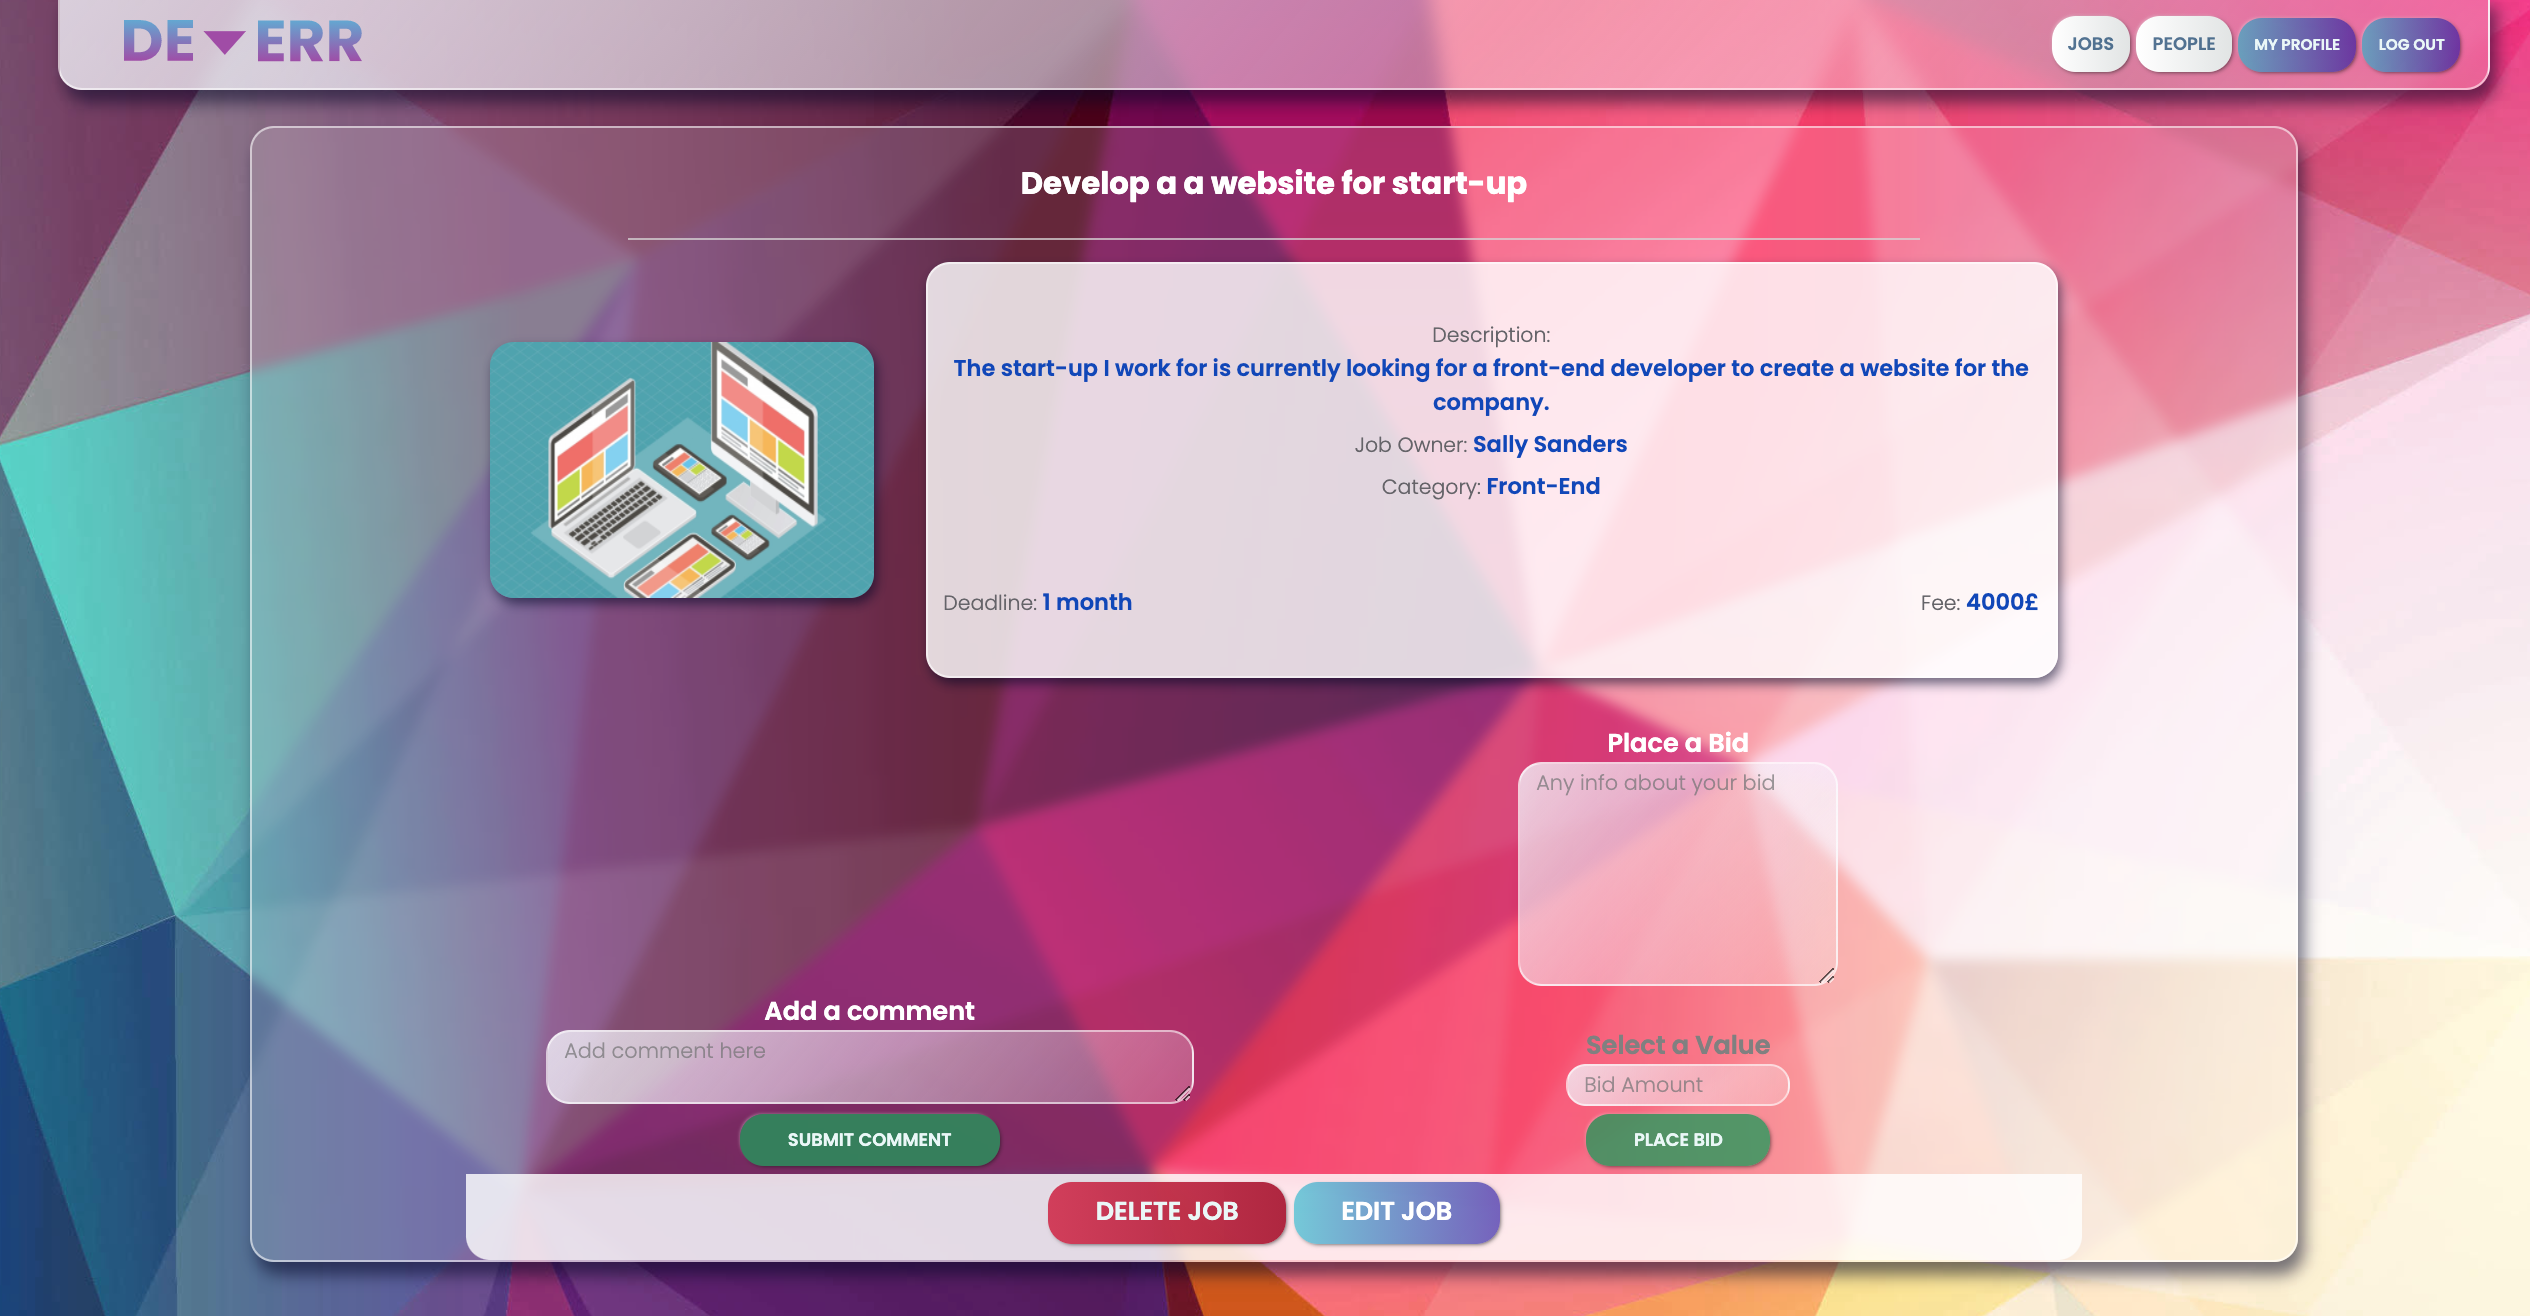 DE▼ERR
JOBS
PEOPLE
MY PROFILE
LOG OUT
Develop a a website for start-up
Description:
The start-up I work for is currently looking for a front-end developer to create a website for the
company.
Job Owner: Sally Sanders
Category: Front-End
Deadline: 1 month
Fee: 4000£
Place a Bid
Any info about your bid
Add a comment
Add comment here
SUBMIT COMMENT
Select a Value
Bid Amount
PLACE BID
DELETE JOB
EDIT JOB